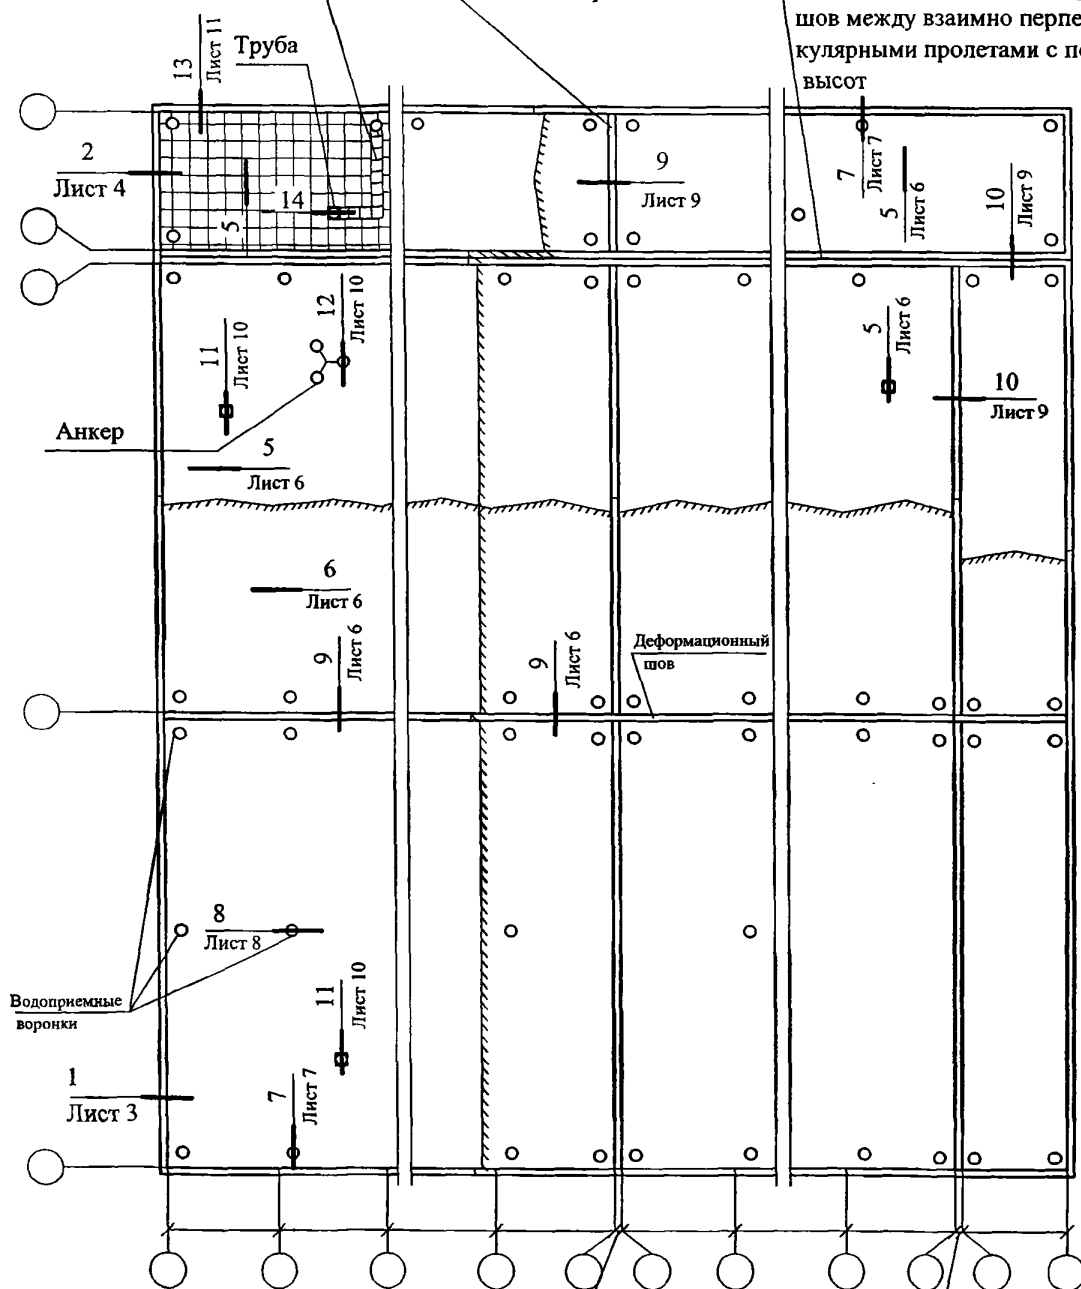 шов между взаимно перпе
кулярными пролетами с пе
высот
13
Лист 11
Труба
2
Лист 4
14
5
9
Лист 9
7
Лист 7
5
Лист 6
10
Лист 9
12
Лист 10
11
Лист 10
5
Лист 6
10
Лист 9
Анкер
5
Лист 6
6
Лист 6
9
Лист 6
9
Лист 6
Деформационный
шов
8
Лист 8
Водоприемные
воронки
11
Лист 10
1
Лист 3
7
Лист 7